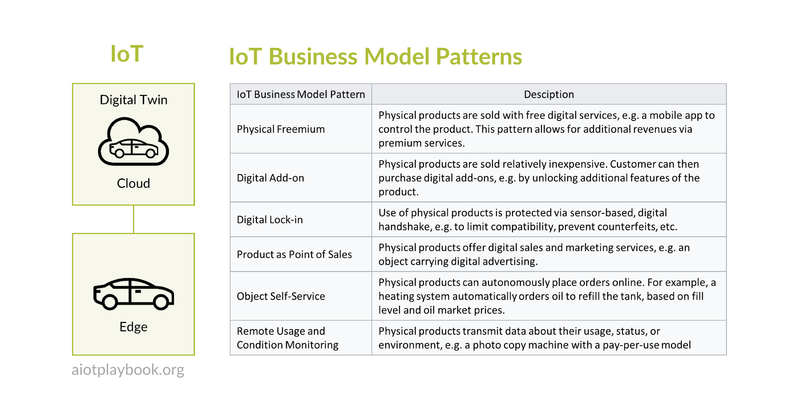 IoT
IoT Business Model Patterns
Digital Twin
Cloud
Edge
aiotplaybook.org
IoT Business Model Pattern
Desciption
Physical Freemium
Physical products are sold with free digital services, e.g. a mobile app to
control the product. This pattern allows for additional revenues via
premium services.
Digital Add-on
Physical products are sold relatively inexpensive. Customer can then
purchase digital add-ons, e.g. by unlocking additional features of the
product.
Digital Lock-in
Use of physical products is protected via sensor-based, digital
handshake, e.g. to limit compatibility, prevent counterfeits, etc.
Product as Point of Sales
Physical products offer digital sales and marketing services, e.g. an
object carrying digital advertising.
Object Self-Service
Physical products can autonomously place orders online. For example, a
heating system automatically orders oil to refill the tank, based on fill
level and oil market prices.
Remote Usage and
Condition Monitoring
Physical products transmit data about their usage, status, or
environment, e.g. a photo copy machine with a pay-per-use model